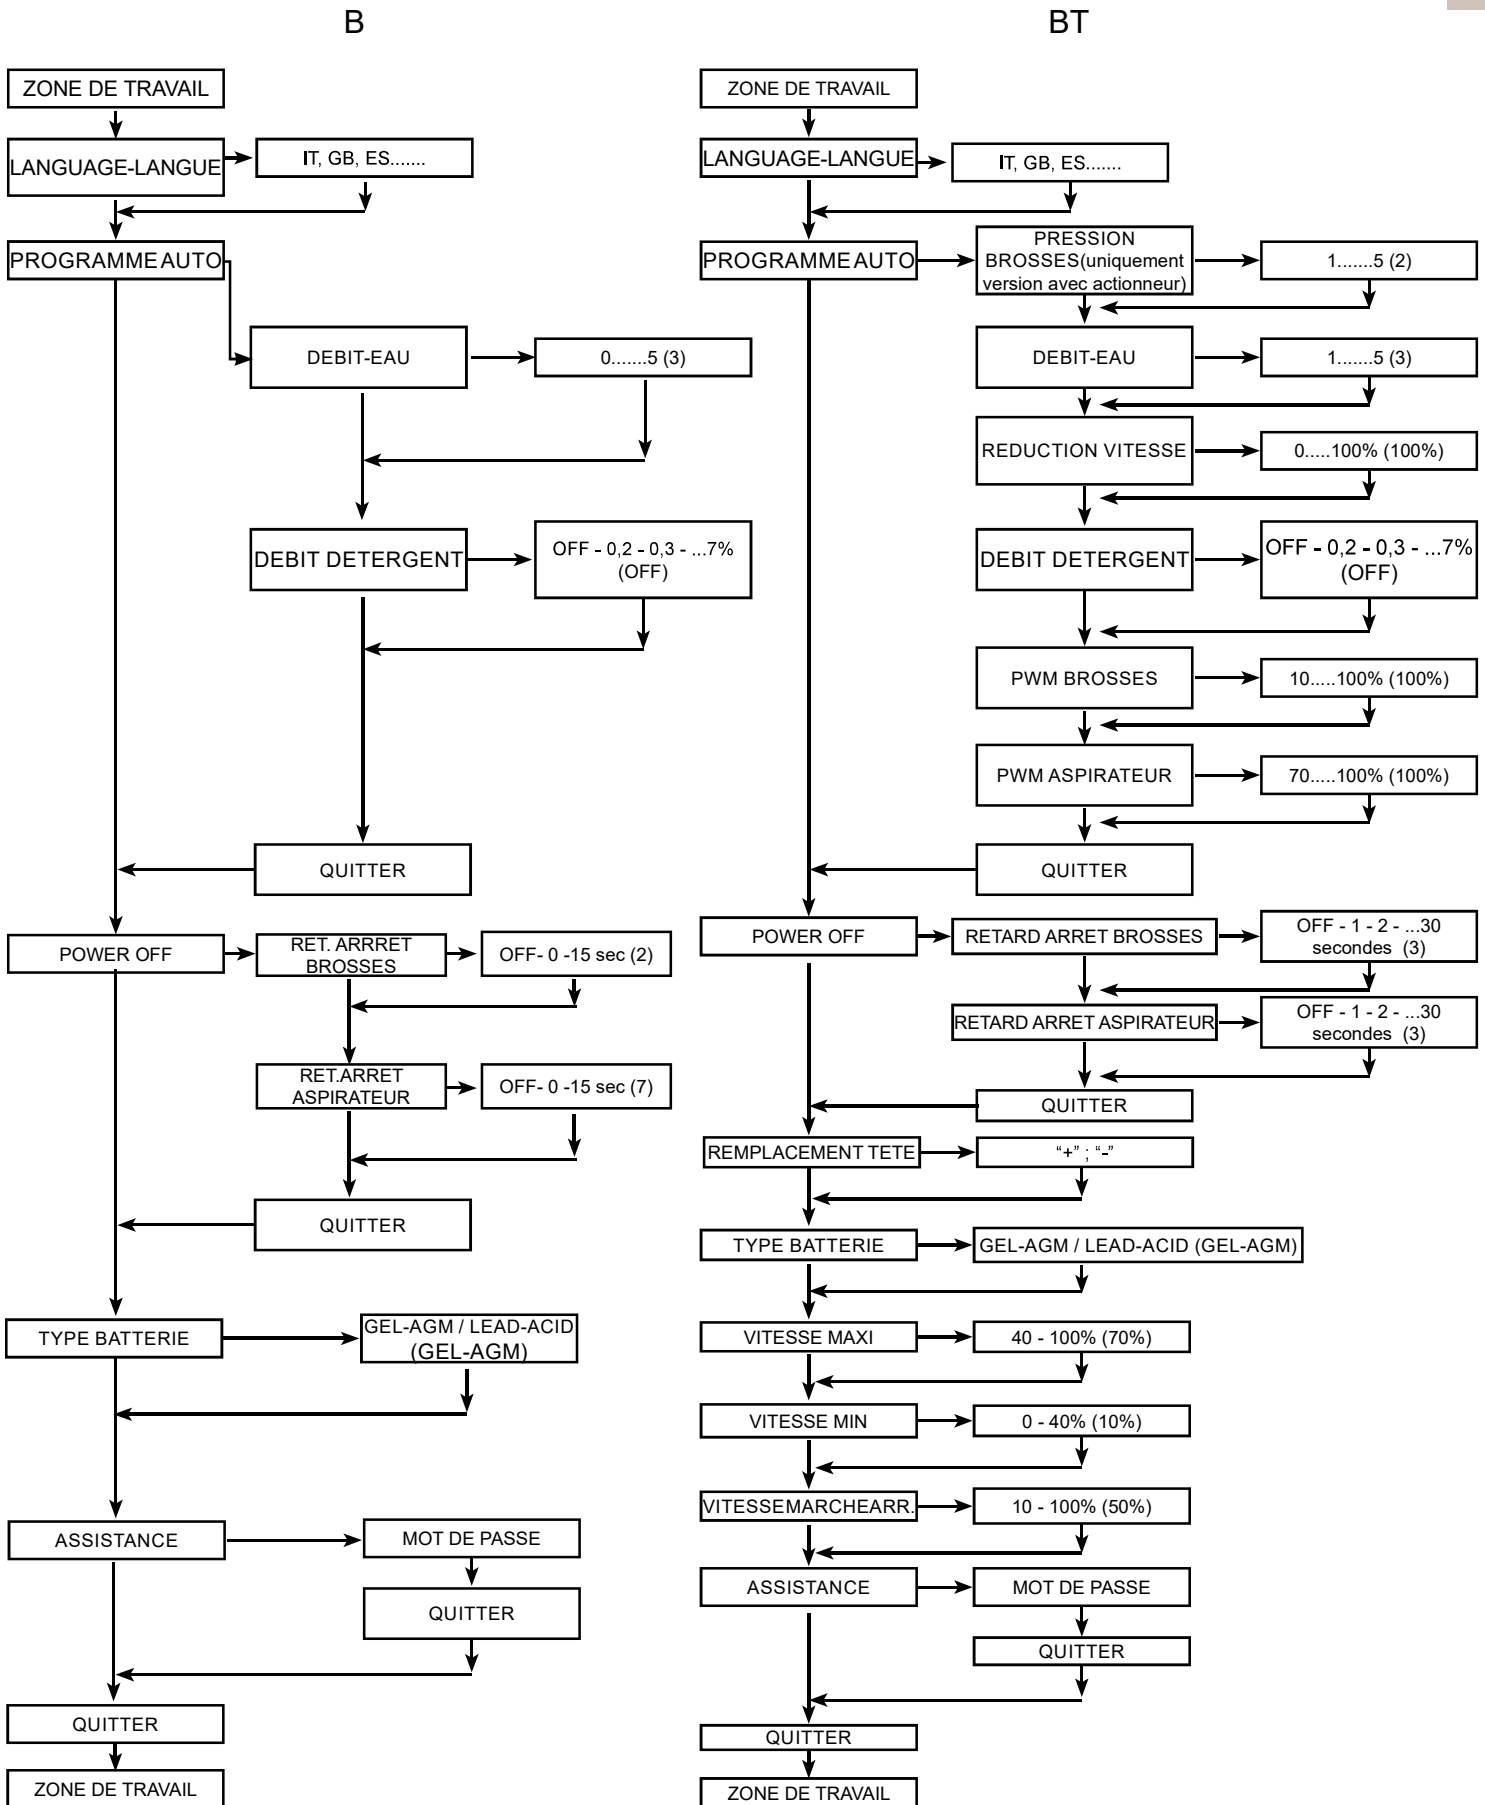 B
ZONE DE TRAVAIL
LANGUAGE-LANGUE
IT, GB, ES.......
PROGRAMME AUTO
DEBIT-EAU
0.......5 (3)
DEBIT DETERGENT
OFF - 0,2 - 0,3 - ...7%
(OFF)
QUITTER
POWER OFF
RET. ARRRET
BROSSES
OFF- 0 -15 sec (2)
RET.ARRET
ASPIRATEUR
OFF- 0 -15 sec (7)
QUITTER
TYPE BATTERIE
GEL-AGM / LEAD-ACID
(GEL-AGM)
ASSISTANCE
MOT DE PASSE
QUITTER
QUITTER
ZONE DE TRAVAIL
BT
ZONE DE TRAVAIL
LANGUAGE-LANGUE
IT, GB, ES.......
PROGRAMME AUTO
PRESSION
BROSSES(uniquement
version avec actionneur)
1.......5 (2)
DEBIT-EAU
1.......5 (3)
REDUCTION VITESSE
0.....100% (100%)
DEBIT DETERGENT
OFF - 0,2 - 0,3 - ...7%
(OFF)
PWM BROSSES
10.....100% (100%)
PWM ASPIRATEUR
70.....100% (100%)
QUITTER
POWER OFF
RETARD ARRET BROSSES
OFF - 1 - 2 - ...30
secondes (3)
RETARD ARRET ASPIRATEUR
OFF - 1 - 2 - ...30
secondes (3)
QUITTER
REMPLACEMENT TETE
“+” ; “-”
TYPE BATTERIE
GEL-AGM / LEAD-ACID (GEL-AGM)
VITESSE MAXI
40 - 100% (70%)
VITESSE MIN
0 - 40% (10%)
VITESSEMARCHEARR.
10 - 100% (50%)
ASSISTANCE
MOT DE PASSE
QUITTER
QUITTER
ZONE DE TRAVAIL